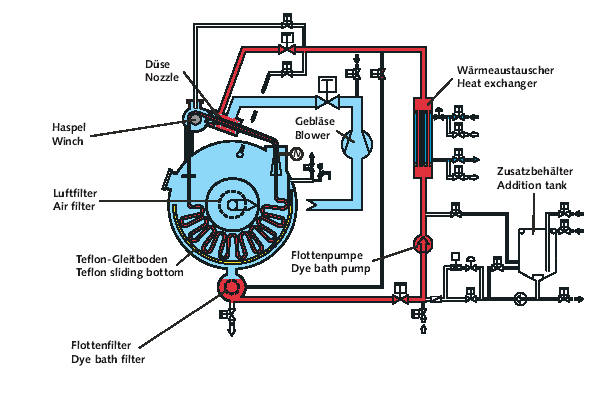 Düse
Nozzle
Wärmeaustauscher
Heat exchanger
Gebläse
Blower
Haspel
Winch
Zusatzbehälter
Addition tank
Luftfilter
Air filter
Teflon-Gleitboden
Teflon sliding bottom
Flottenpumpe
Dye bath pump
Flottenfilter
Dye bath filter